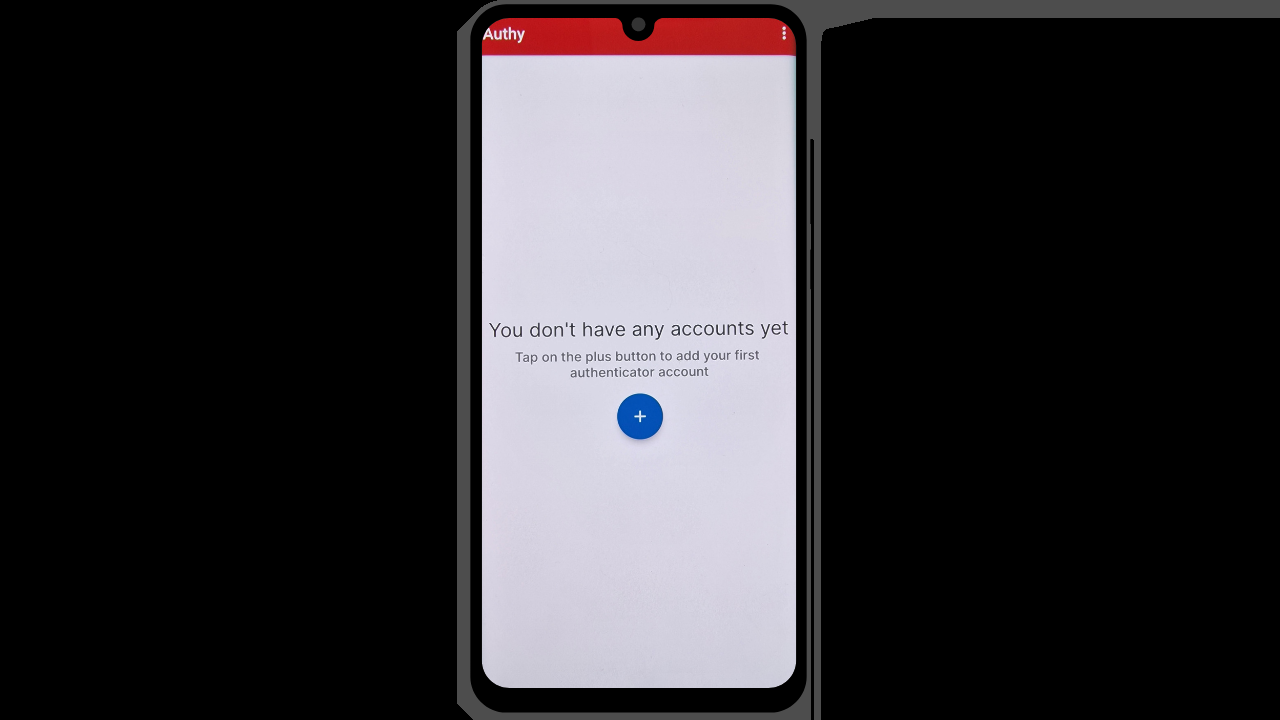 Authy
You don't have any accounts yet
Tap on the plus button to add your first
authenticator account